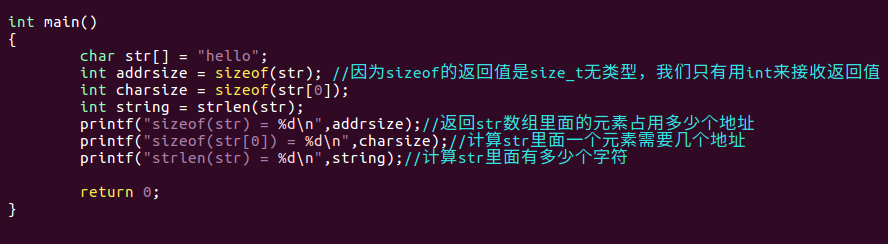 int main()
{
char str[] = "hello";
int addrsize = sizeof(str); //因为sizeof的返回值是size_t无类型，我们只有用int来接收返回值
int charsize = sizeof(str[0]);
int string = strlen(str);
printf("sizeof(str) = %d\n",addrsize);//返回str数组里面的元素占用多少个地址
printf("sizeof(str[0]) = %d\n",charsize);//计算str里面一个元素需要几个地址
printf("strlen(str) = %d\n",string);//计算str里面有多少个字符
return 0;
}